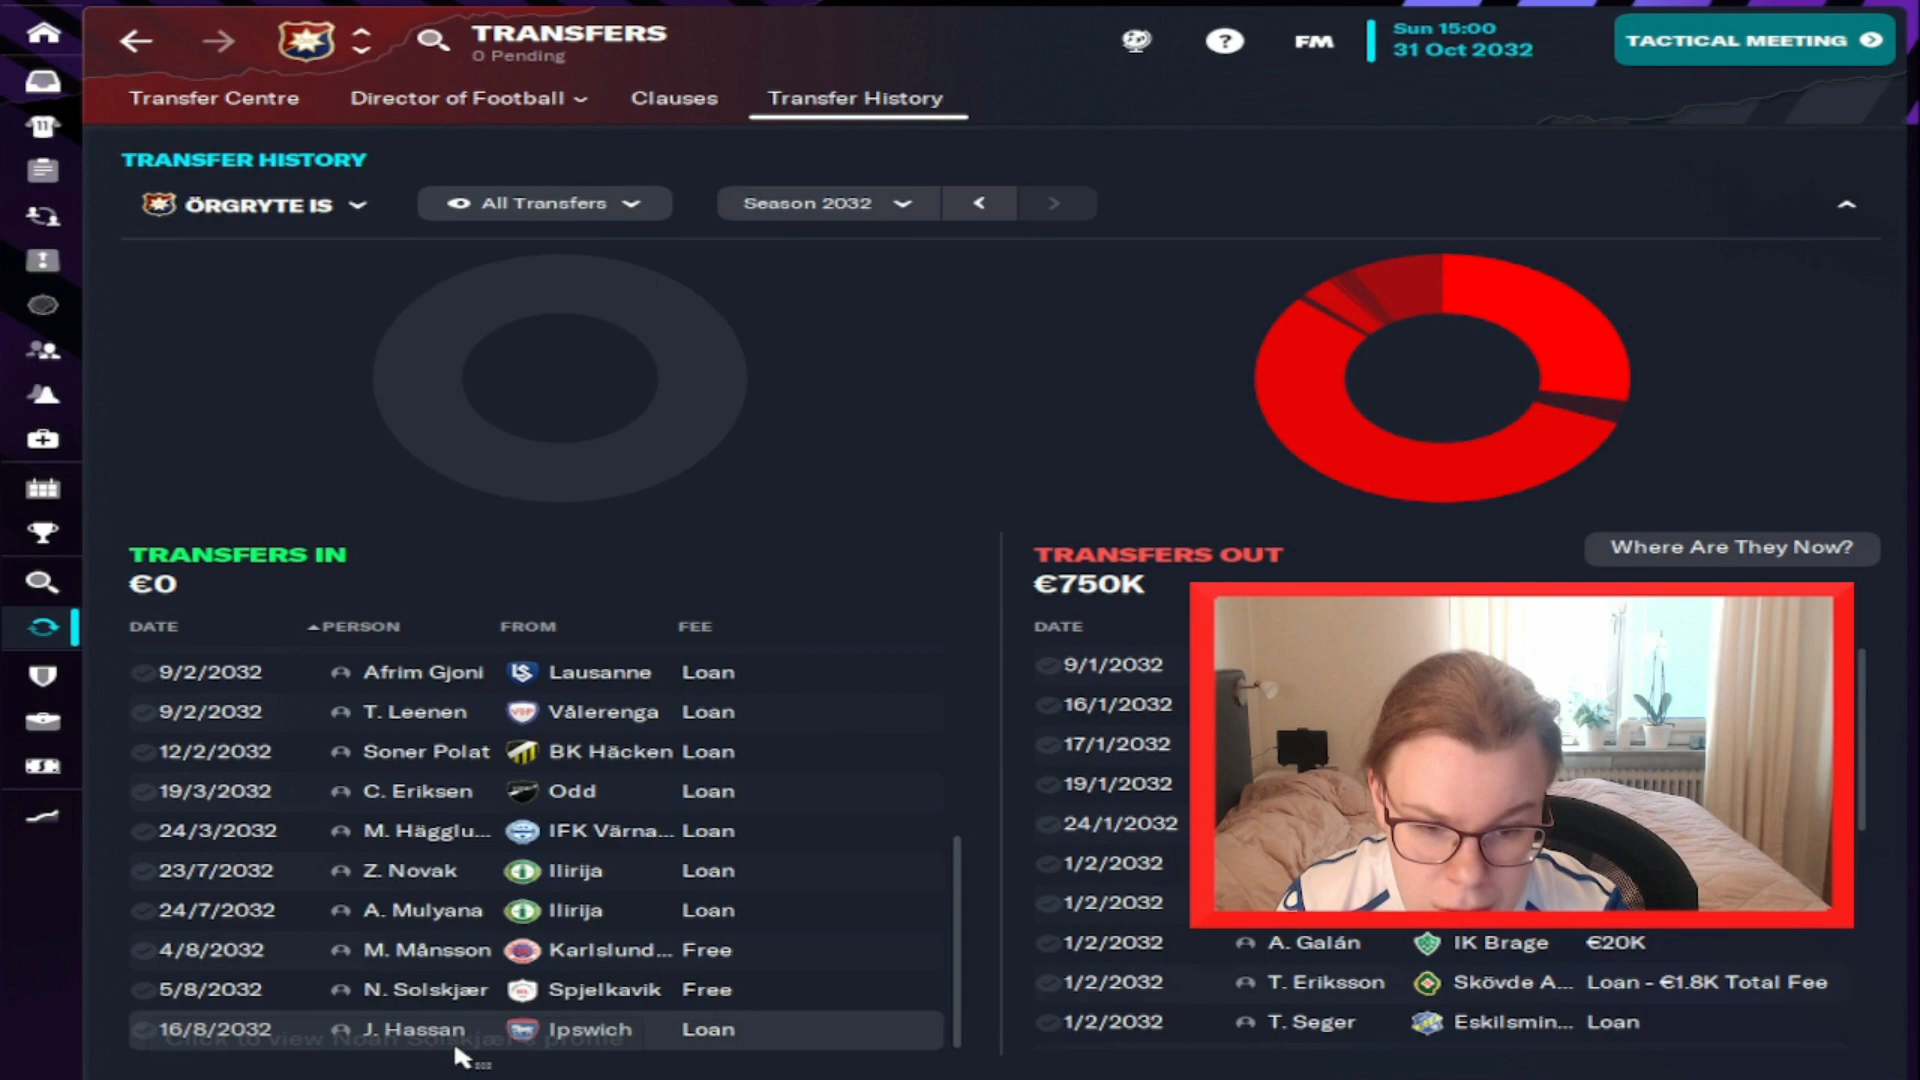 TRANSFERS
0 Pending
FM
Sun 15:00
31 Oct 2032
TACTICAL MEETING
Transfer Centre
Director of Football
Clauses
Transfer History
TRANSFER HISTORY
ÖRGRYTE IS
All Transfers
Season 2032
TRANSFERS IN
€0
DATE PERSON FROM FEE
9/2/2032 Afrim Gjoni Lausanne Loan
9/2/2032 T. Leenen Vålerenga Loan
12/2/2032 Soner Polat BK Häcken Loan
19/3/2032 C. Eriksen Odd Loan
24/3/2032 M. Hägglu... IFK Värna... Loan
23/7/2032 Z. Novak Ilirija Loan
24/7/2032 A. Mulyana Ilirija Loan
4/8/2032 M. Månsson Karlslund... Free
5/8/2032 N. Solskjær Spjelkavik Free
16/8/2032 J. Hassan Ipswich Loan
Click to view Noah Solskjær's profile
TRANSFERS OUT
€750K
Where Are They Now?
DATE
9/1/2032
16/1/2032
17/1/2032
19/1/2032
24/1/2032
1/2/2032
1/2/2032
1/2/2032 A. Galán IK Brage €20K
1/2/2032 T. Eriksson Skövde A... Loan - €1.8K Total Fee
1/2/2032 T. Seger Eskilsmin... Loan